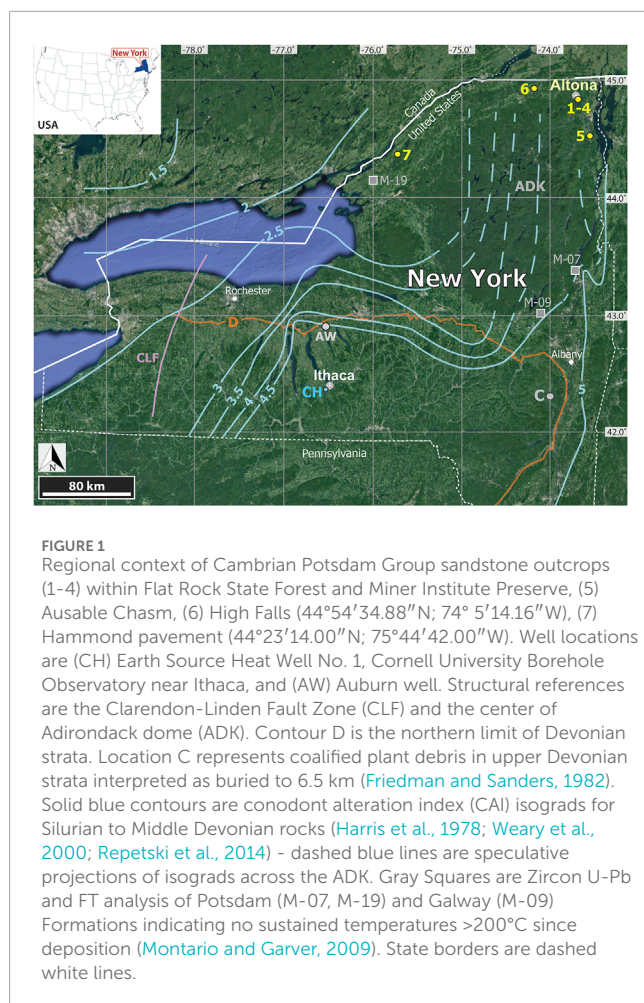 New York
USA
-78.0°
-77.0°
-76.0°
-75.0°
-74.0°
45.0°
44.0°
43.0°
42.0°
Canada
United States
6
Altona
1-4
5
7
M-19
ADK
1.5
2
2.5
M-07
New York
Rochester
M-09
D
AW
CLF
Albany
3
3.5
4
4.5
Ithaca
CH
C
5
Pennsylvania
N
80 km
FIGURE 1
Regional context of Cambrian Potsdam Group sandstone outcrops
(1-4) within Flat Rock State Forest and Miner Institute Preserve, (5)
Ausable Chasm, (6) High Falls (44°54′34.88″N; 74° 5′14.16″W), (7)
Hammond pavement (44°23′14.00″N; 75°44′42.00″W). Well locations
are (CH) Earth Source Heat Well No. 1, Cornell University Borehole
Observatory near Ithaca, and (AW) Auburn well. Structural references
are the Clarendon-Linden Fault Zone (CLF) and the center of
Adirondack dome (ADK). Contour D is the northern limit of Devonian
strata. Location C represents coalified plant debris in upper Devonian
strata interpreted as buried to 6.5 km (Friedman and Sanders, 1982).
Solid blue contours are conodont alteration index (CAI) isograds for
Silurian to Middle Devonian rocks (Harris et al., 1978; Weary et al.,
2000; Repetski et al., 2014) - dashed blue lines are speculative
projections of isograds across the ADK. Gray Squares are Zircon U-Pb
and FT analysis of Potsdam (M-07, M-19) and Galway (M-09)
Formations indicating no sustained temperatures >200°C since
deposition (Montario and Garver, 2009). State borders are dashed
white lines.